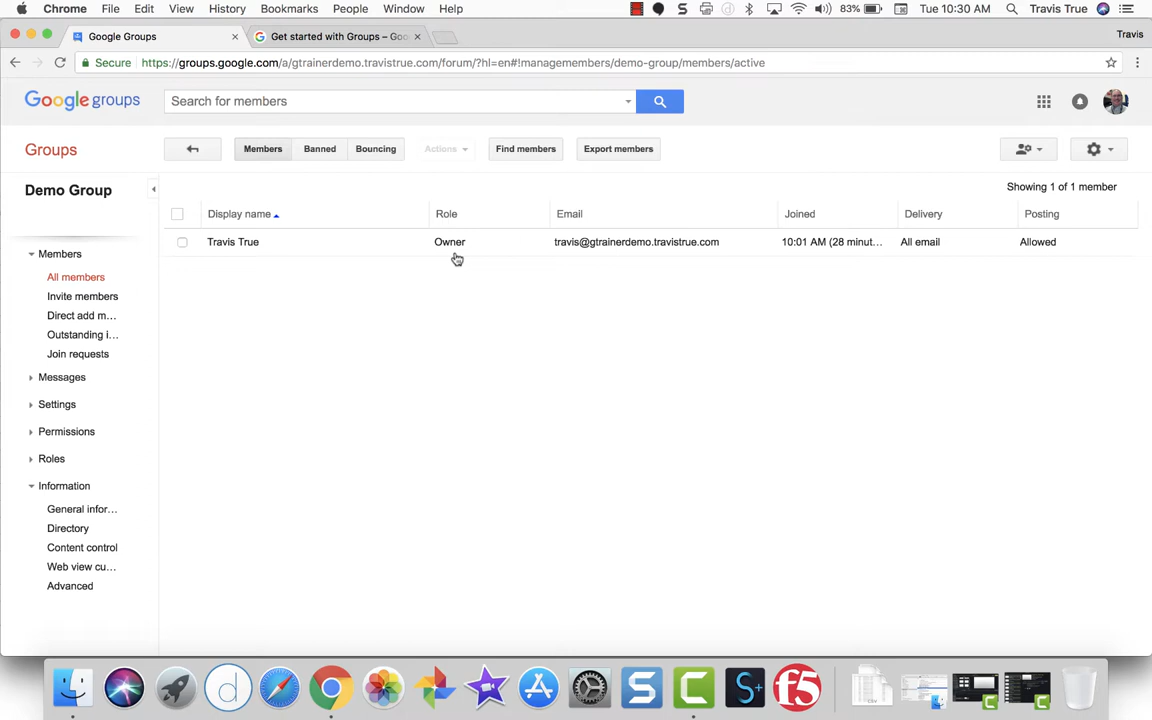 Chrome File Edit View History Bookmarks People Window Help 83% Tue 10:30 AM Travis True
Google Groups Get started with Groups – Goo Travis
Secure https://groups.google.com/a/gtrainerdemo.travistrue.com/forum/?hl=en#!managemembers/demo-group/members/active
Google groups Search for members
Groups Members Banned Bouncing Actions Find members Export members
Demo Group
Showing 1 of 1 member
Display name Role Email Joined Delivery Posting
Travis True Owner travis@gtrainerdemo.travistrue.com 10:01 AM (28 minut... All email Allowed
Members
All members
Invite members
Direct add m...
Outstanding i...
Join requests
Messages
Settings
Permissions
Roles
Information
General infor...
Directory
Content control
Web view cu...
Advanced
d S C S+ f5